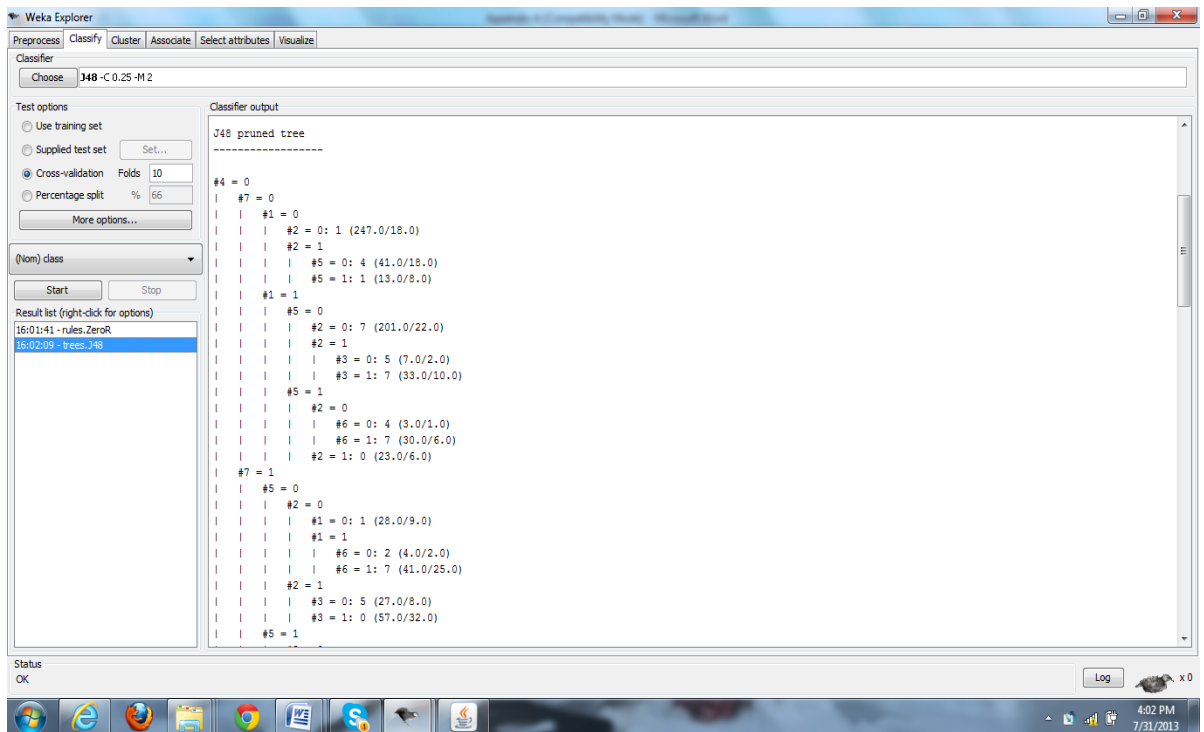 Weka Explorer
Appendix A [Compatibility Mode] - Microsoft Word
Preprocess Classify Cluster Associate Select attributes Visualize
Classifier
Choose J48 -C 0.25 -M 2
Test options
Use training set
Supplied test set Set...
Cross-validation Folds 10
Percentage split % 66
More options...
(Nom) class
Start Stop
Result list (right-click for options)
16:01:41 - rules.ZeroR
16:02:09 - trees.J48
Classifier output
J48 pruned tree
------------------
#4 = 0
|   #7 = 0
|   |   #1 = 0
|   |   |   #2 = 0: 1 (247.0/18.0)
|   |   |   #2 = 1
|   |   |   |   #5 = 0: 4 (41.0/18.0)
|   |   |   |   #5 = 1: 1 (13.0/8.0)
|   |   #1 = 1
|   |   |   #5 = 0
|   |   |   |   #2 = 0: 7 (201.0/22.0)
|   |   |   |   #2 = 1
|   |   |   |   |   #3 = 0: 5 (7.0/2.0)
|   |   |   |   |   #3 = 1: 7 (33.0/10.0)
|   |   |   #5 = 1
|   |   |   |   #2 = 0
|   |   |   |   |   #6 = 0: 4 (3.0/1.0)
|   |   |   |   |   #6 = 1: 7 (30.0/6.0)
|   |   |   |   #2 = 1: 0 (23.0/6.0)
|   #7 = 1
|   |   #5 = 0
|   |   |   #2 = 0
|   |   |   |   #1 = 0: 1 (28.0/9.0)
|   |   |   |   #1 = 1
|   |   |   |   |   #6 = 0: 2 (4.0/2.0)
|   |   |   |   |   #6 = 1: 7 (41.0/25.0)
|   |   |   #2 = 1
|   |   |   |   #3 = 0: 5 (27.0/8.0)
|   |   |   |   #3 = 1: 0 (57.0/32.0)
|   |   #5 = 1
Status
OK
Log
x 0
4:02 PM
7/31/2013